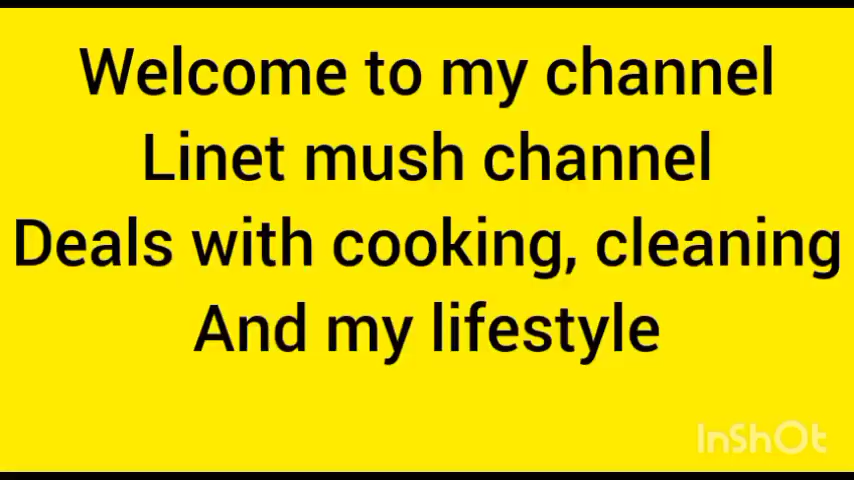 Welcome to my channel
Linet mush channel
Deals with cooking, cleaning
And my lifestyle
InShOt